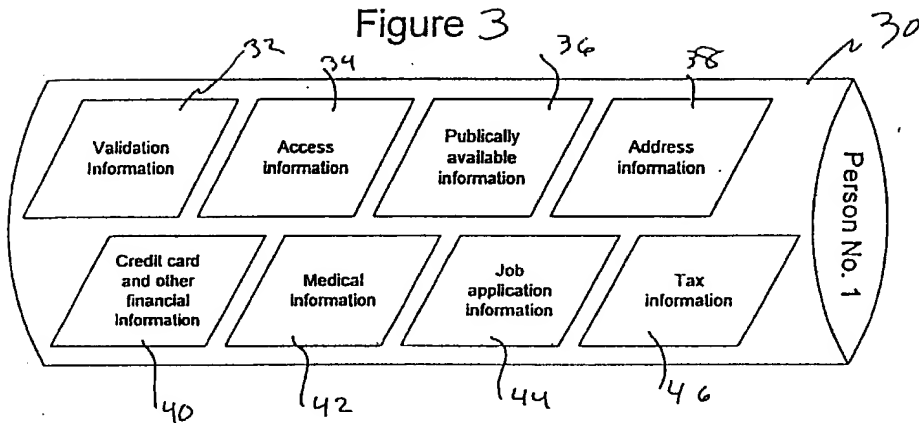 Figure 3
32
34
36
38
30
Validation
Information
Access
information
Publically
available
information
Address
information
Person No. 1
Credit card
and other
financial
information
Medical
information
Job
application
information
Tax
information
40
42
44
46